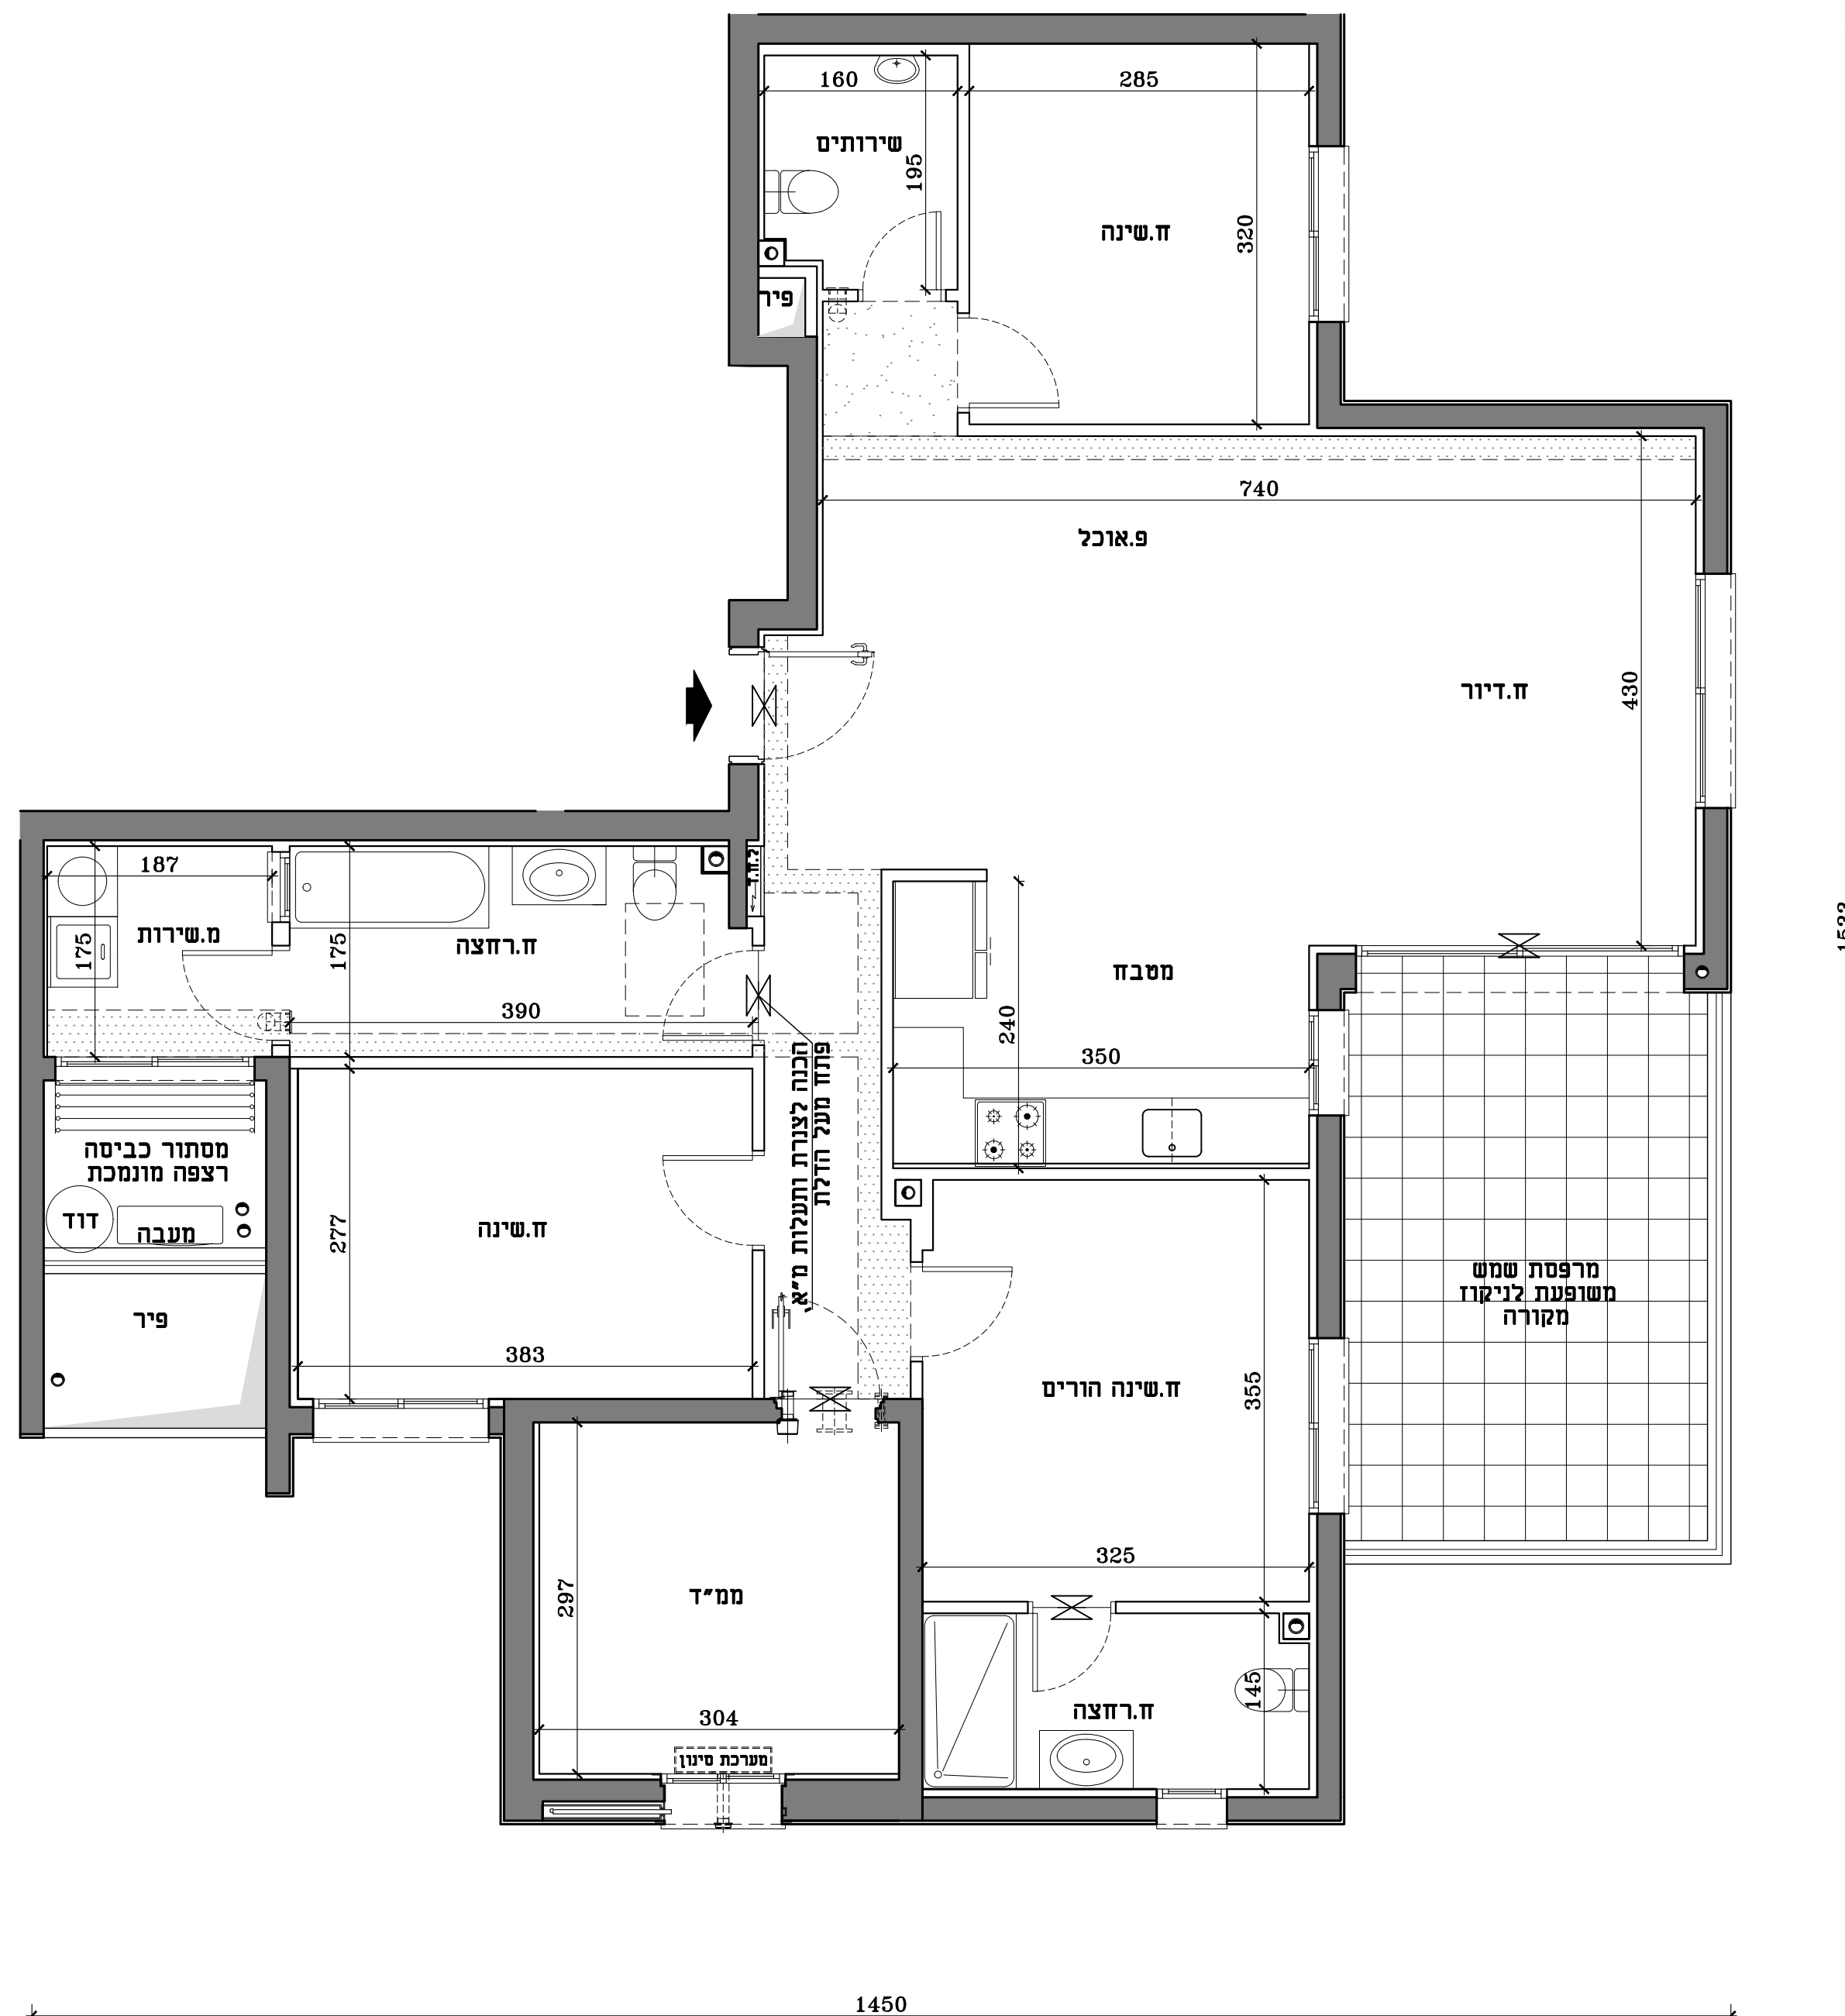 160
285
שירותים
195
ח.שינה
320
פיר
740
פ.אוכל
ח.דיור
430
187
175
מ.שירות
175
ח.רחצה
390
מטבח
240
350
1533
הכנה לצנרת ותעלות מ"א,
פתח מעל הדלת
מסתור כביסה
רצפה מונמכת
דוד
מעבה
פיר
277
ח.שינה
383
מרפסת שמש
משופעת לניקוז
מקורה
ח.שינה הורים
355
325
297
ממ"ד
304
מערכת סינון
145
ח.רחצה
1450